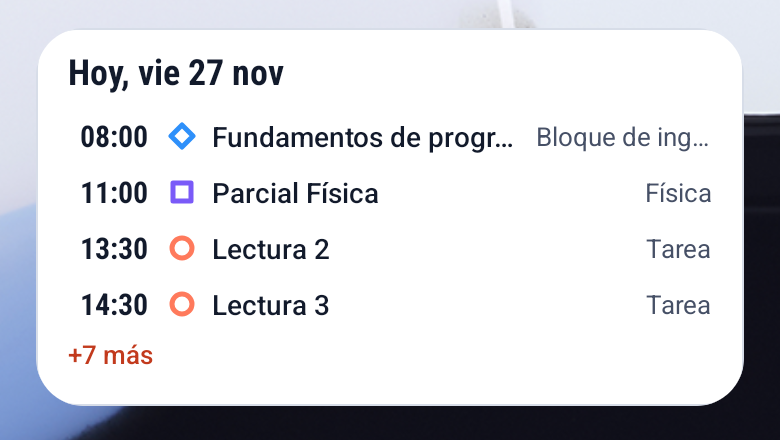 Hoy, vie 27 nov
08:00 Fundamentos de progr... Bloque de ing...
11:00 Parcial Física Física
13:30 Lectura 2 Tarea
14:30 Lectura 3 Tarea
+7 más